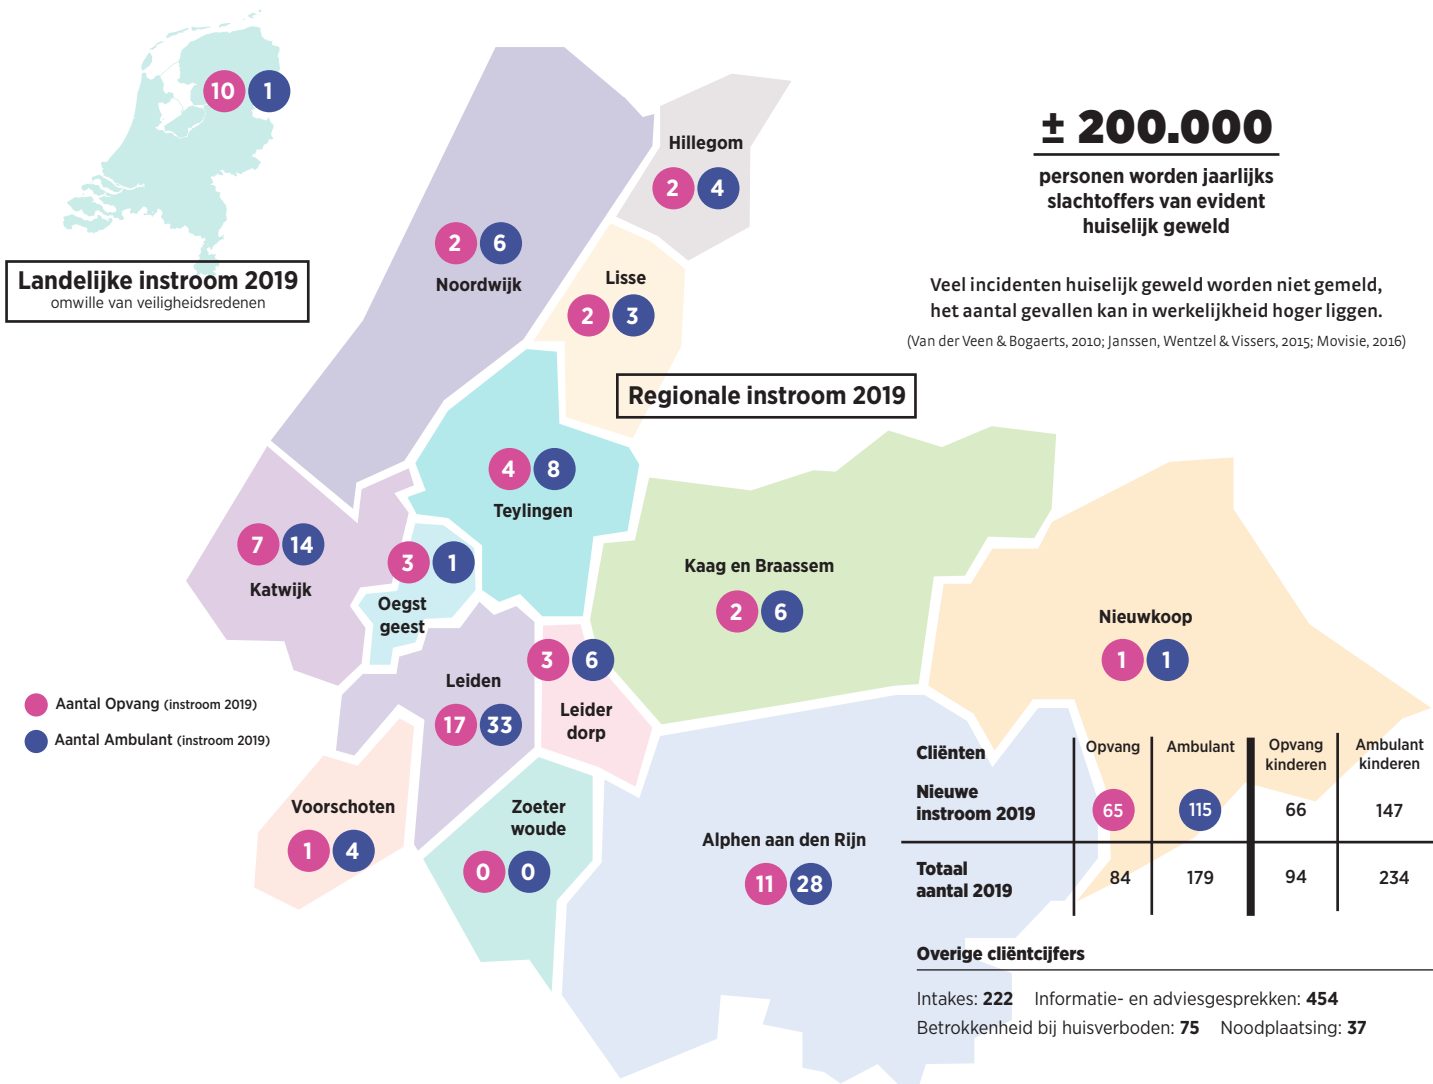 10 1
Landelijke instroom 2019
omwille van veiligheidsredenen
± 200.000
personen worden jaarlijks
slachtoffers van evident
huiselijk geweld
Veel incidenten huiselijk geweld worden niet gemeld,
het aantal gevallen kan in werkelijkheid hoger liggen.
(Van der Veen & Bogaerts, 2010; Janssen, Wentzel & Vissers, 2015; Movisie, 2016)
Hillegom
2 4
2 6
Noordwijk
Lisse
2 3
Regionale instroom 2019
4 8
Teylingen
7 14
Katwijk
3 1
Oegst
geest
Kaag en Braassem
2 6
Nieuwkoop
1 1
3 6
Leider
dorp
Leiden
17 33
Aantal Opvang (instroom 2019)
Aantal Ambulant (instroom 2019)
Voorschoten
1 4
Zoeter
woude
0 0
Alphen aan den Rijn
11 28
Cliënten Opvang Ambulant Opvang kinderen Ambulant kinderen
Nieuwe
instroom 2019 65 115 66 147
Totaal
aantal 2019 84 179 94 234
Overige cliëntcijfers
Intakes: 222 Informatie- en adviesgesprekken: 454
Betrokkenheid bij huisverboden: 75 Noodplaatsing: 37